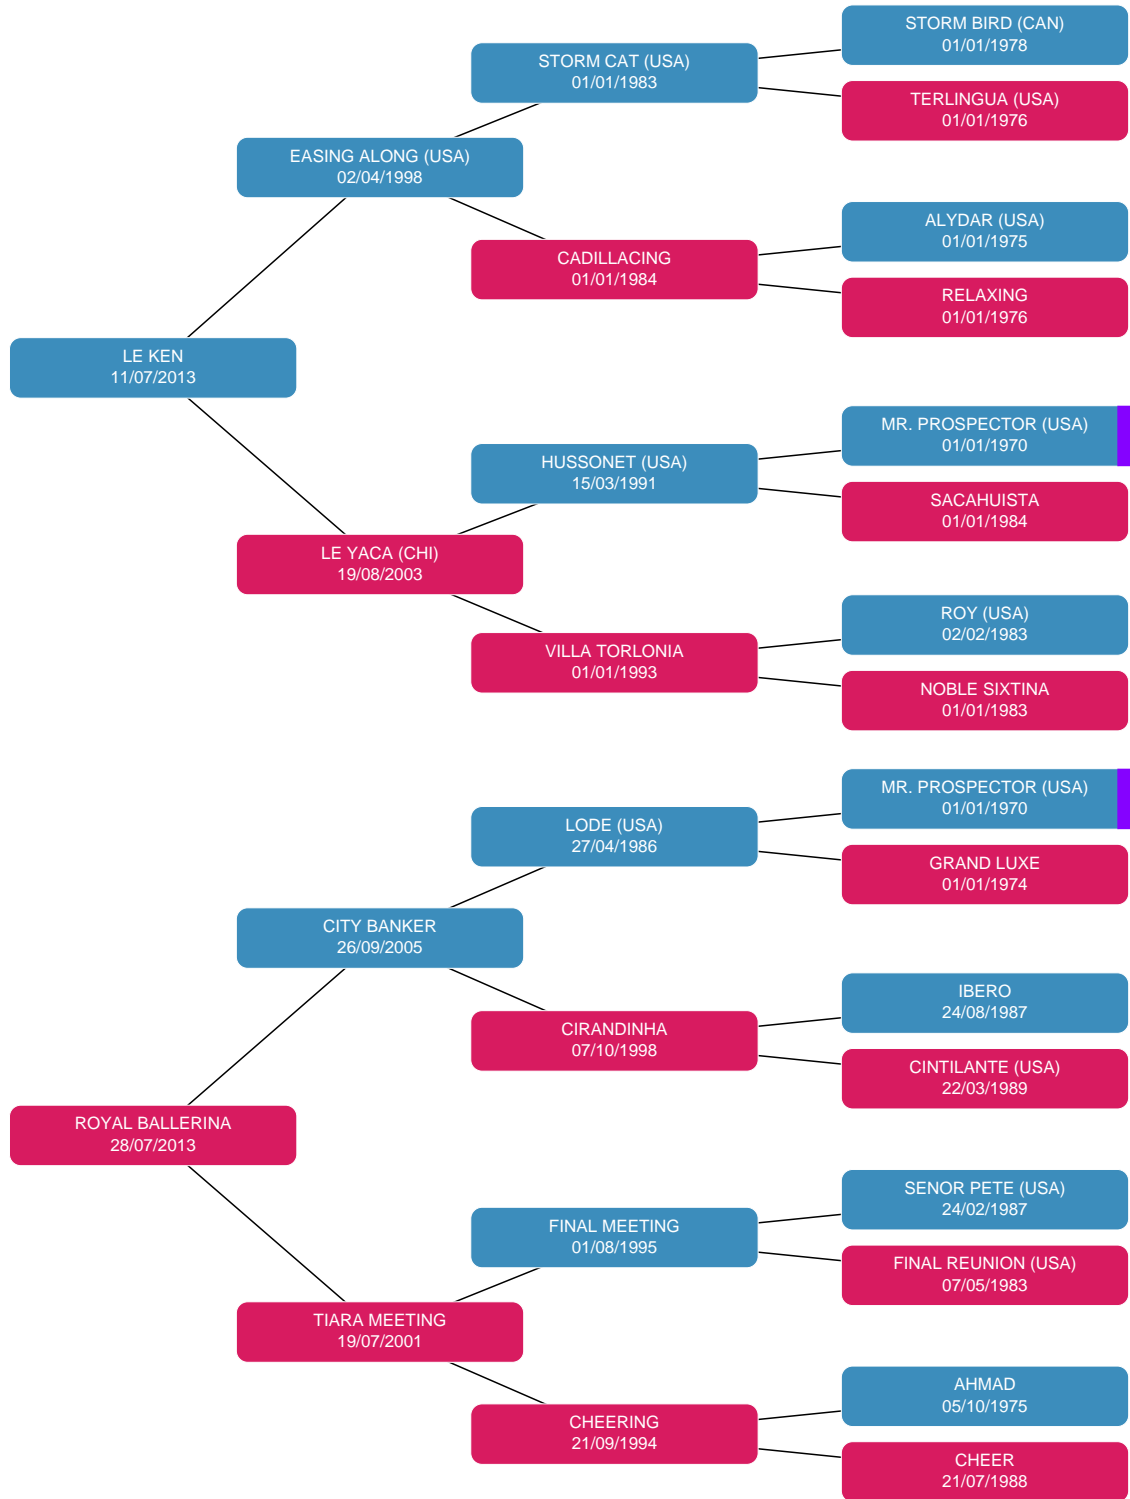 STORM BIRD (CAN)
01/01/1978
STORM CAT (USA)
01/01/1983
TERLINGUA (USA)
01/01/1976
EASING ALONG (USA)
02/04/1998
ALYDAR (USA)
01/01/1975
CADILLACING
01/01/1984
RELAXING
01/01/1976
LE KEN
11/07/2013
MR. PROSPECTOR (USA)
01/01/1970
HUSSONET (USA)
15/03/1991
SACAHUISTA
01/01/1984
LE YACA (CHI)
19/08/2003
ROY (USA)
02/02/1983
VILLA TORLONIA
01/01/1993
NOBLE SIXTINA
01/01/1983
MR. PROSPECTOR (USA)
01/01/1970
LODE (USA)
27/04/1986
GRAND LUXE
01/01/1974
CITY BANKER
26/09/2005
IBERO
24/08/1987
CIRANDINHA
07/10/1998
CINTILANTE (USA)
22/03/1989
ROYAL BALLERINA
28/07/2013
SENOR PETE (USA)
24/02/1987
FINAL MEETING
01/08/1995
FINAL REUNION (USA)
07/05/1983
TIARA MEETING
19/07/2001
AHMAD
05/10/1975
CHEERING
21/09/1994
CHEER
21/07/1988